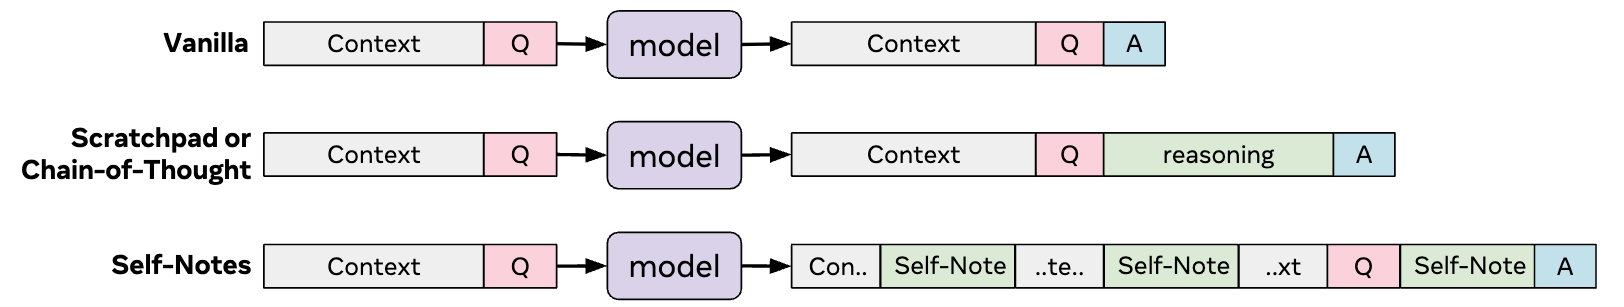 Vanilla Context Q model Context Q A
Scratchpad or
Chain-of-Thought Context Q model Context Q reasoning A
Self-Notes Context Q model Con.. Self-Note ..te.. Self-Note ..xt Q Self-Note A